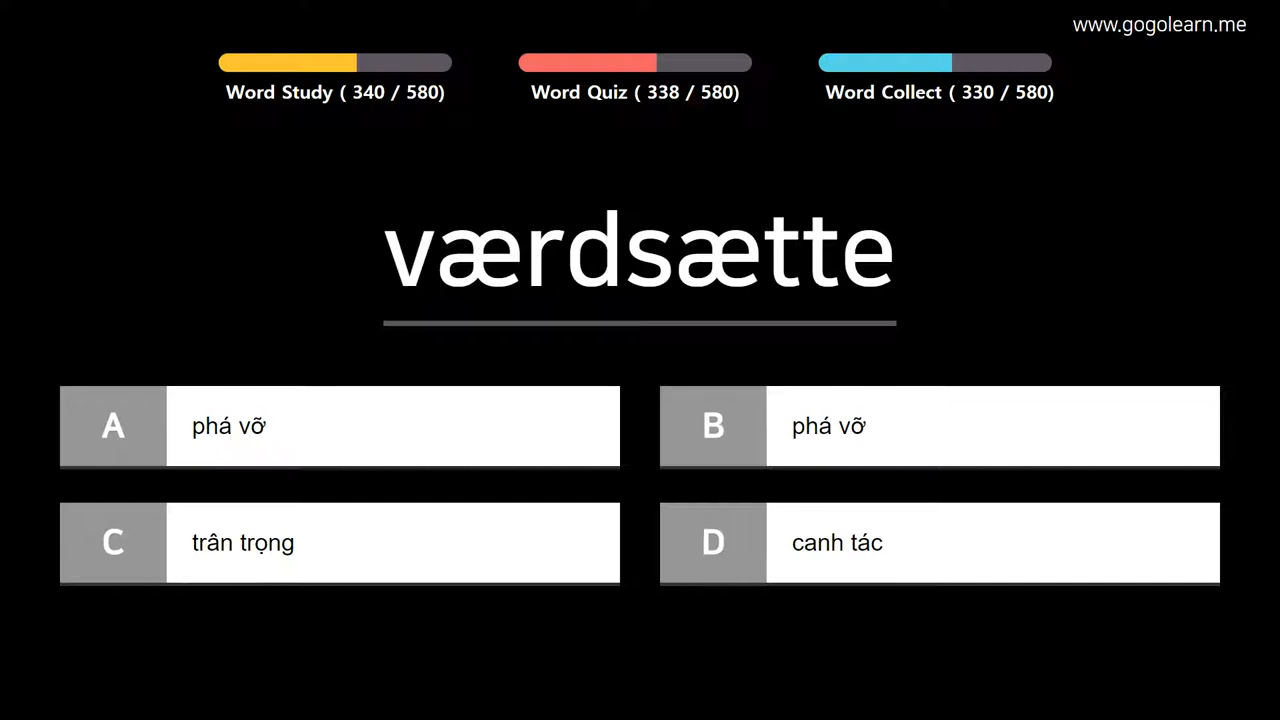 www.gogolearn.me
Word Study ( 340 / 580)
Word Quiz ( 338 / 580)
Word Collect ( 330 / 580)
værdsætte
A phá vỡ
B phá vỡ
C trân trọng
D canh tác